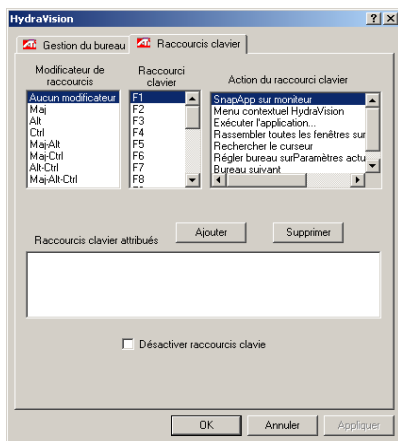 HydraVision
Gestion du bureau
Raccourcis clavier
Modificateur de
raccourcis
Raccourci
clavier
Action du raccourci clavier
Aucun modificateur
Maj
Alt
Ctrl
Maj-Alt
Maj-Ctrl
Alt-Ctrl
Maj-Alt-Ctrl
F1
F2
F3
F4
F5
F6
F7
F8
SnapApp sur moniteur
Menu contextuel HydraVision
Exécuter l'application...
Rassembler toutes les fenêtres sur
Rechercher le curseur
Régler bureau surParamètres actu
Bureau suivant
Raccourcis clavier attribués
Ajouter
Supprimer
Désactiver raccourcis clavie
OK
Annuler
Appliquer